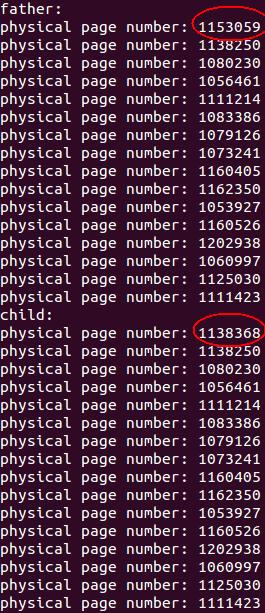 father:
physical page number: 1153059
physical page number: 1138250
physical page number: 1080230
physical page number: 1056461
physical page number: 1111214
physical page number: 1083386
physical page number: 1079126
physical page number: 1073241
physical page number: 1160405
physical page number: 1162350
physical page number: 1053927
physical page number: 1160526
physical page number: 1202938
physical page number: 1060997
physical page number: 1125030
physical page number: 1111423
child:
physical page number: 1138368
physical page number: 1138250
physical page number: 1080230
physical page number: 1056461
physical page number: 1111214
physical page number: 1083386
physical page number: 1079126
physical page number: 1073241
physical page number: 1160405
physical page number: 1162350
physical page number: 1053927
physical page number: 1160526
physical page number: 1202938
physical page number: 1060997
physical page number: 1125030
physical page number: 1111423